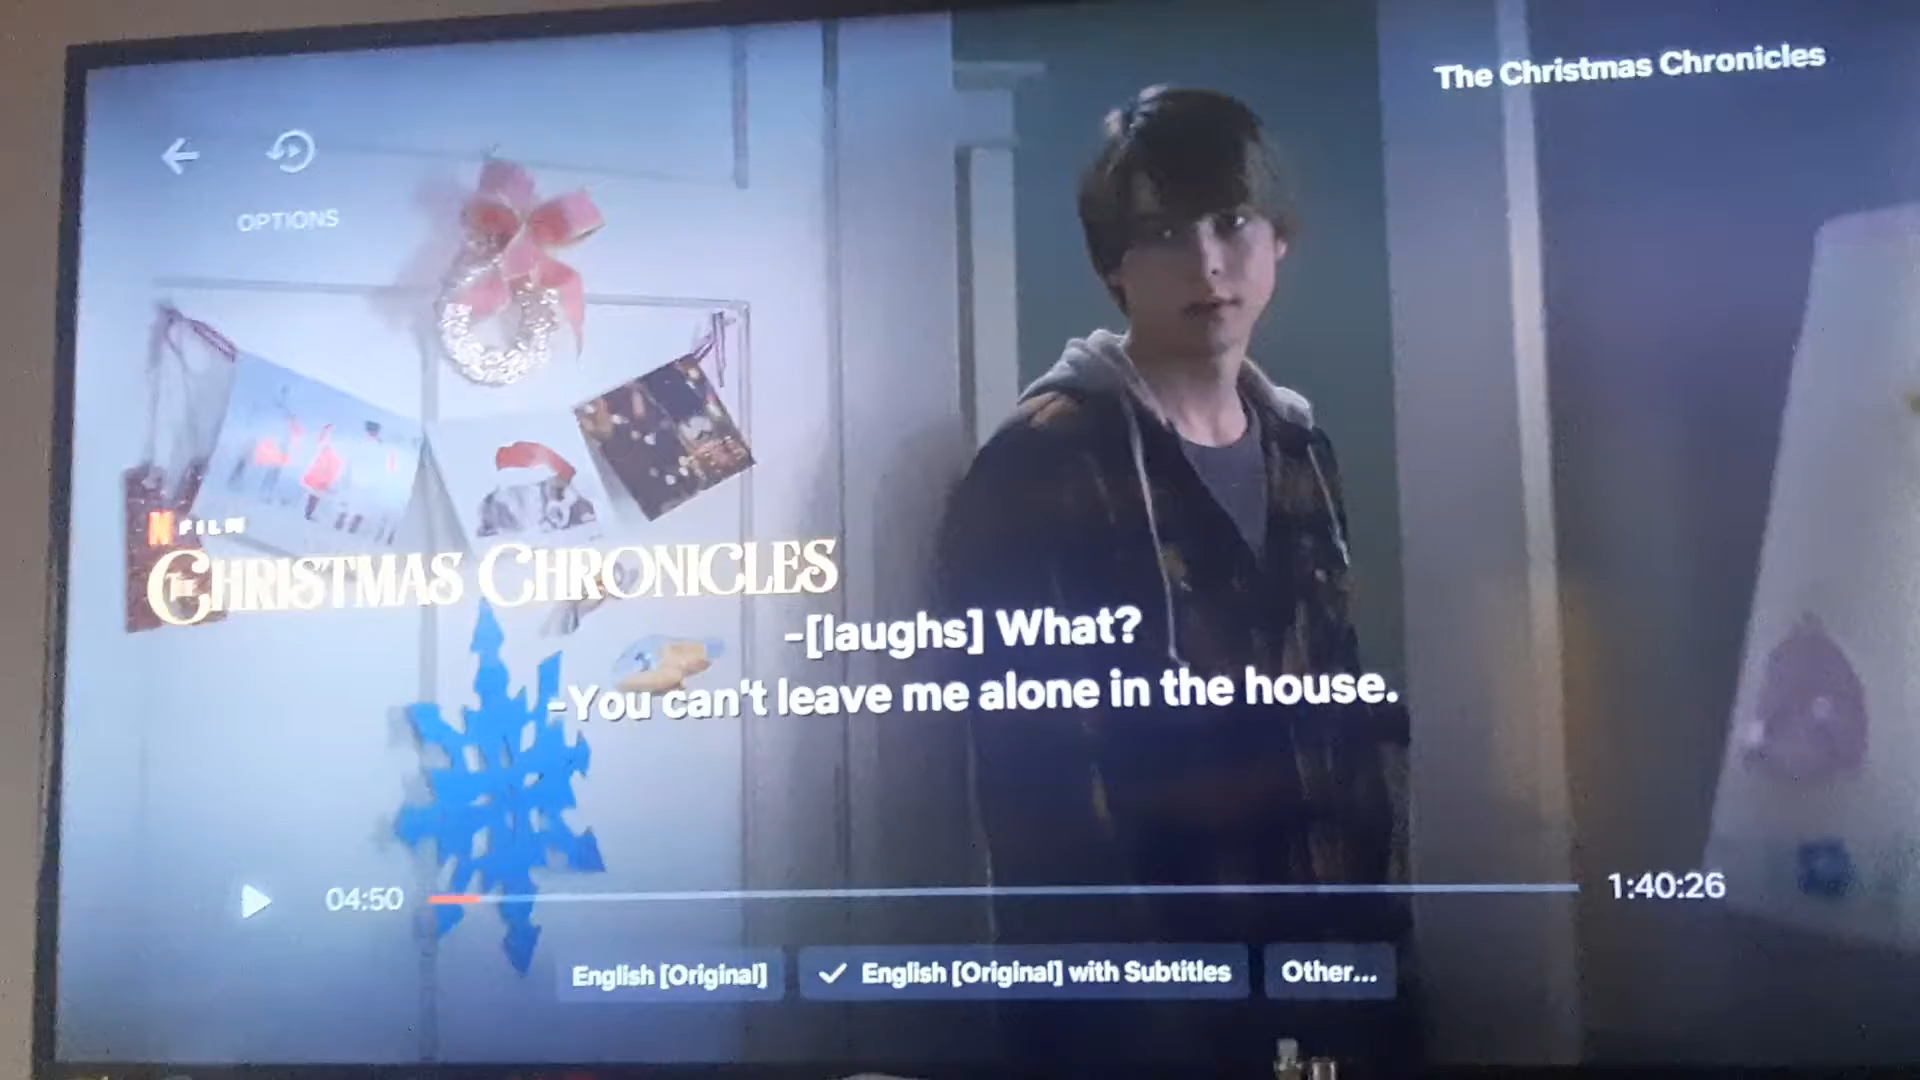 The Christmas Chronicles
OPTIONS
N FILM
THE CHRISTMAS CHRONICLES
-[laughs] What?
-You can't leave me alone in the house.
04:50
1:40:26
English [Original]
English [Original] with Subtitles
Other...